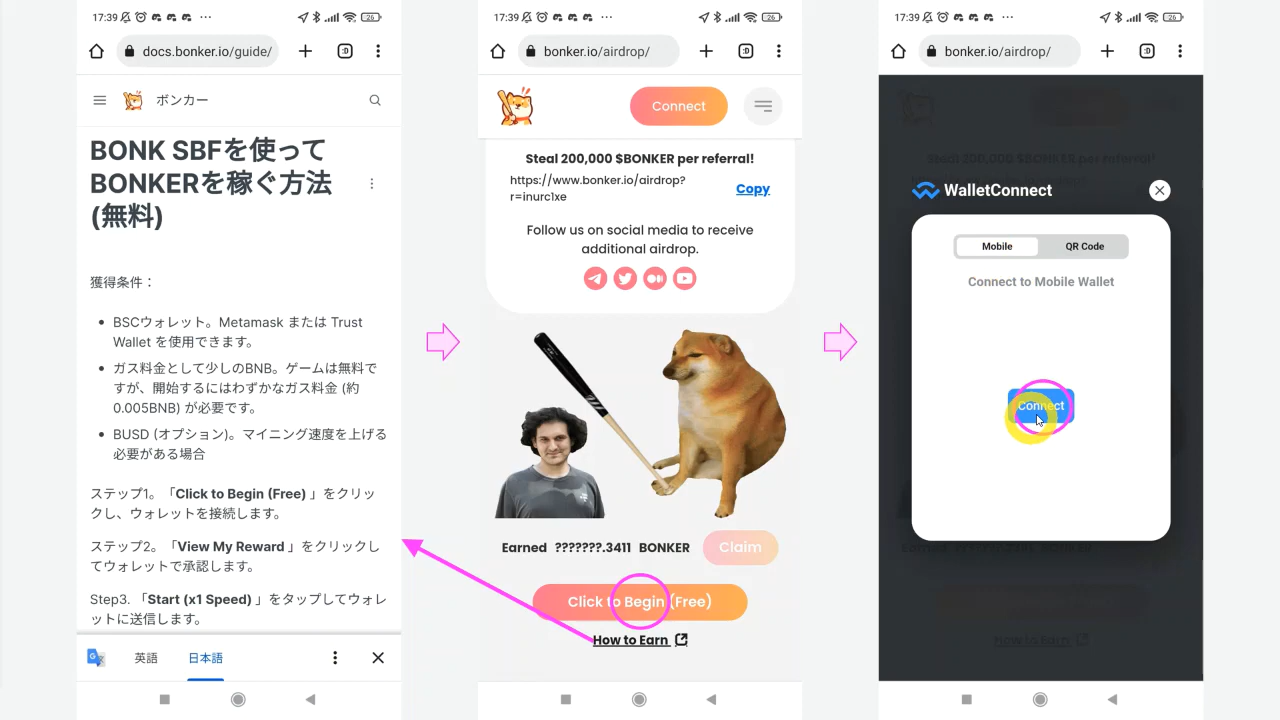 17:39
26
docs.bonker.io/guide/
:D
ボンカー
BONK SBFを使って
BONKERを稼ぐ方法
(無料)
獲得条件：
BSCウォレット。Metamask または Trust
Wallet を使用できます。
ガス料金として少しのBNB。ゲームは無料で
すが、開始するにはわずかなガス料金 (約
0.005BNB) が必要です。
BUSD (オプション)。マイニング速度を上げる
必要がある場合
ステップ1。「Click to Begin (Free) 」をクリッ
クし、ウォレットを接続します。
ステップ2。「View My Reward 」をクリックし
てウォレットで承認します。
Step3. 「Start (x1 Speed) 」をタップしてウォレ
ットに送信します。
英語 日本語
17:39
26
bonker.io/airdrop/
:D
Connect
Steal 200,000 $BONKER per referral!
https://www.bonker.io/airdrop?
r=inurc1xe
Copy
Follow us on social media to receive
additional airdrop.
Earned ???????.3411 BONKER Claim
Click to Begin (Free)
How to Earn
17:39
26
bonker.io/airdrop/
:D
Steal 200,000 $BONKER per referral!
WalletConnect
Mobile QR Code
Connect to Mobile Wallet
Connect
How to Earn